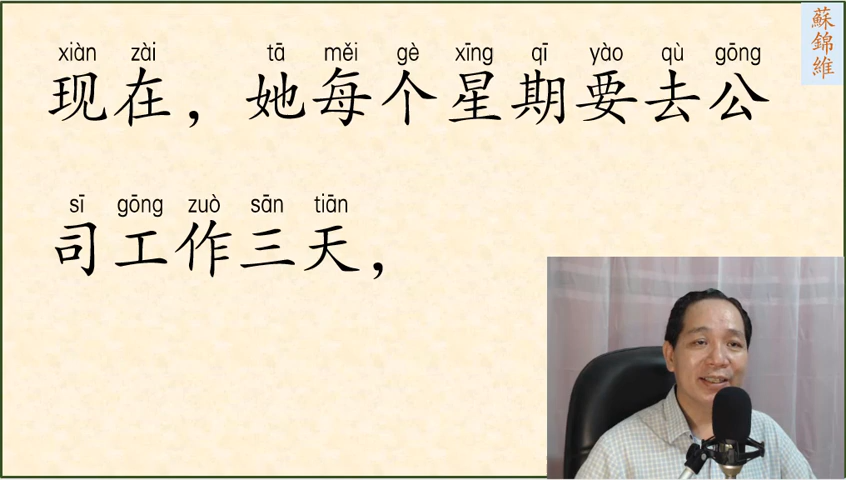 xiàn zài tā měi gè xīng qī yào qù gōng
现在，她每个星期要去公
sī gōng zuò sān tiān
司工作三天，
蘇錦維